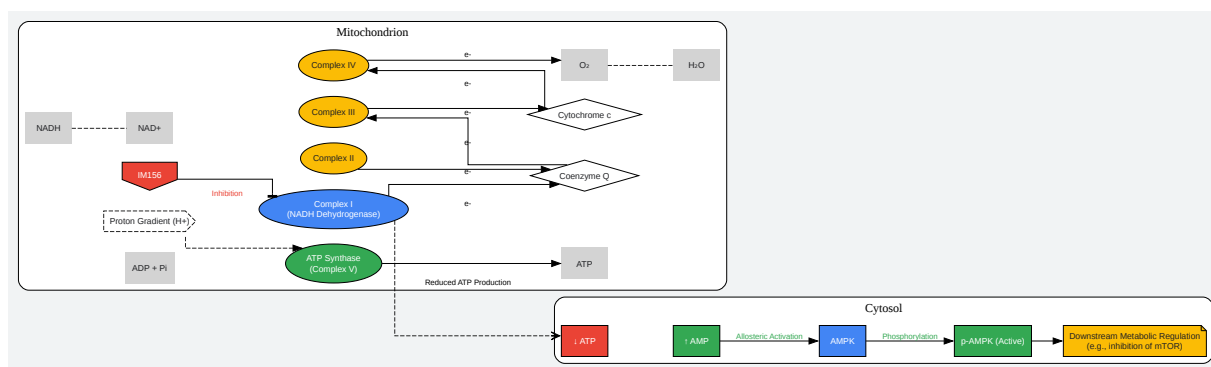 Mitochondrion
Complex IV
e-
O₂
H₂O
e-
Complex III
e-
Cytochrome c
NADH
NAD+
e-
Complex II
e-
Coenzyme Q
IM156
Inhibition
Complex I
(NADH Dehydrogenase)
e-
Proton Gradient (H+)
ATP Synthase
(Complex V)
ADP + Pi
ATP
Reduced ATP Production
Cytosol
↓ ATP
↑ AMP
Allosteric Activation
AMPK
Phosphorylation
p-AMPK (Active)
Downstream Metabolic Regulation
(e.g., inhibition of mTOR)